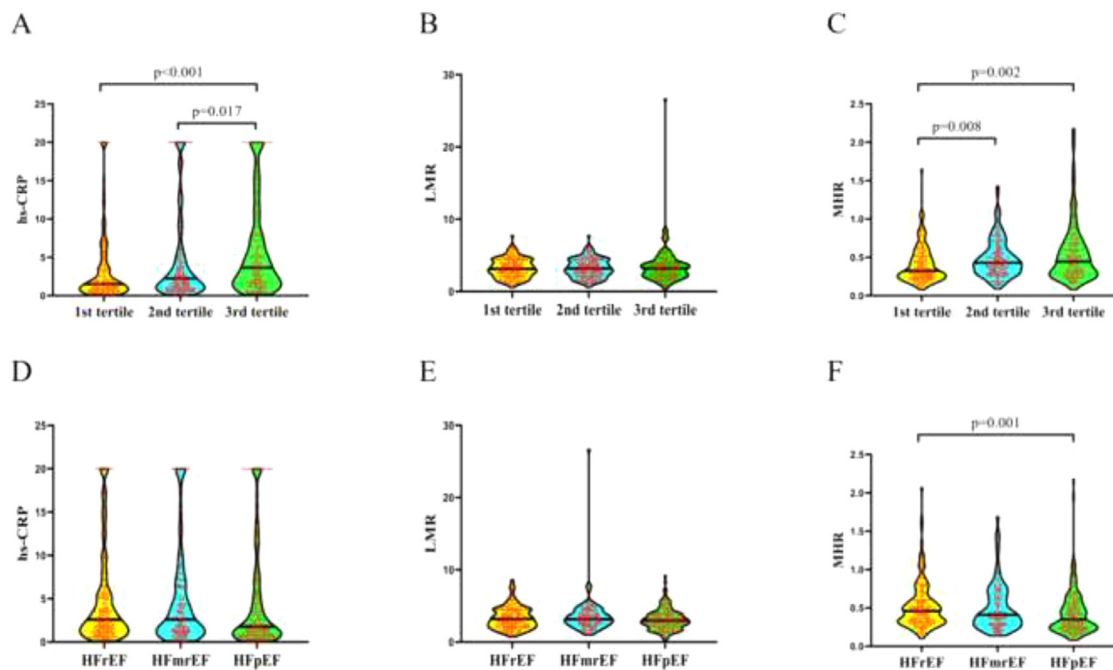 A
B
C
p<0.001
p=0.017
25
20
15
10
5
0
hs-CRP
1st tertile 2nd tertile 3rd tertile
30
20
10
0
LMR
1st tertile 2nd tertile 3rd tertile
p=0.002
p=0.008
2.5
2.0
1.5
1.0
0.5
0.0
MHR
1st tertile 2nd tertile 3rd tertile
D
E
F
25
20
15
10
5
0
hs-CRP
HFrEF HFmrEF HFpEF
30
20
10
0
LMR
HFrEF HFmrEF HFpEF
p=0.001
2.5
2.0
1.5
1.0
0.5
0.0
MHR
HFrEF HFmrEF HFpEF